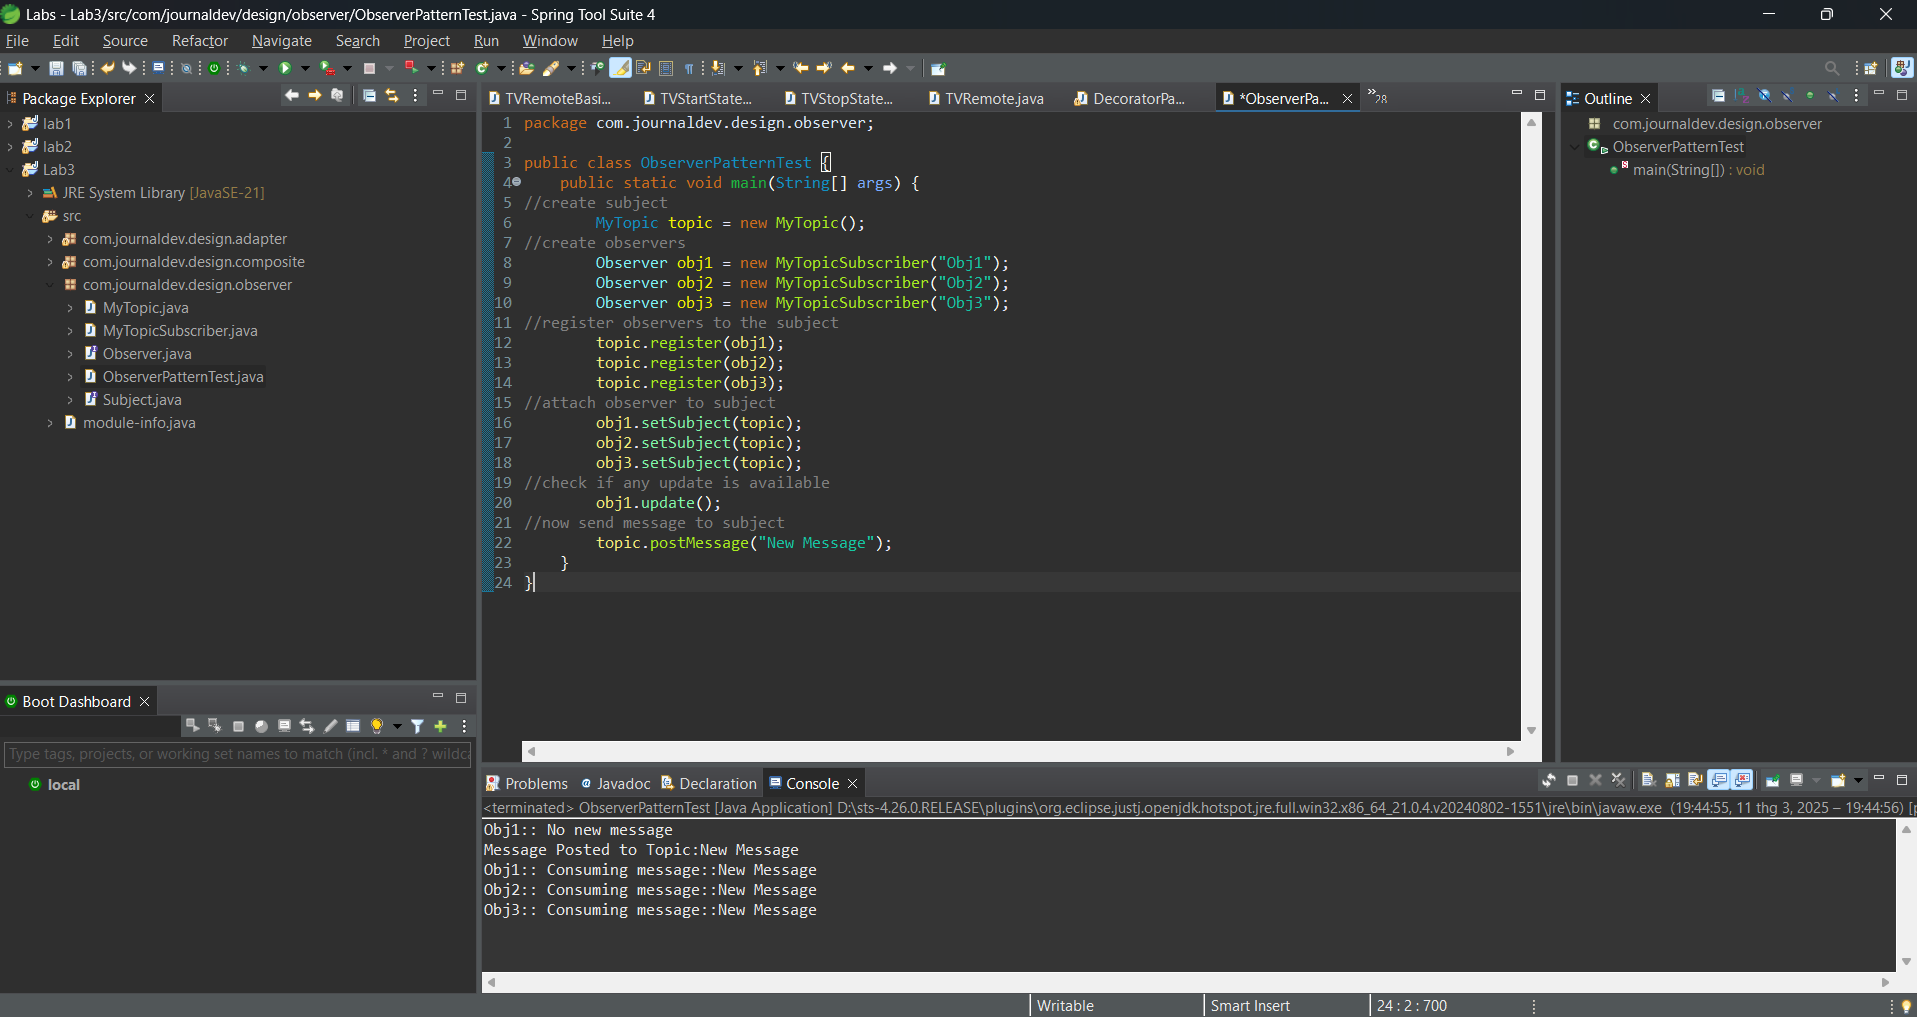 Labs - Lab3/src/com/journaldev/design/observer/ObserverPatternTest.java - Spring Tool Suite 4
File Edit Source Refactor Navigate Search Project Run Window Help
Package Explorer
lab1
lab2
Lab3
JRE System Library [JavaSE-21]
src
com.journaldev.design.adapter
com.journaldev.design.composite
com.journaldev.design.observer
MyTopic.java
MyTopicSubscriber.java
Observer.java
ObserverPatternTest.java
Subject.java
module-info.java
Boot Dashboard
Type tags, projects, or working set names to match (incl. * and ? wildca
local
TVRemoteBasi... TVStartState... TVStopState... TVRemote.java DecoratorPa... *ObserverPa... »28
1 package com.journaldev.design.observer;
2
3 public class ObserverPatternTest {
4 public static void main(String[] args) {
5 //create subject
6 MyTopic topic = new MyTopic();
7 //create observers
8 Observer obj1 = new MyTopicSubscriber("Obj1");
9 Observer obj2 = new MyTopicSubscriber("Obj2");
10 Observer obj3 = new MyTopicSubscriber("Obj3");
11 //register observers to the subject
12 topic.register(obj1);
13 topic.register(obj2);
14 topic.register(obj3);
15 //attach observer to subject
16 obj1.setSubject(topic);
17 obj2.setSubject(topic);
18 obj3.setSubject(topic);
19 //check if any update is available
20 obj1.update();
21 //now send message to subject
22 topic.postMessage("New Message");
23 }
24 }
Outline
com.journaldev.design.observer
ObserverPatternTest
main(String[]) : void
Problems Javadoc Declaration Console
<terminated> ObserverPatternTest [Java Application] D:\sts-4.26.0.RELEASE\plugins\org.eclipse.justj.openjdk.hotspot.jre.full.win32.x86_64_21.0.4.v20240802-1551\jre\bin\javaw.exe (19:44:55, 11 thg 3, 2025 – 19:44:56) [p
Obj1:: No new message
Message Posted to Topic:New Message
Obj1:: Consuming message::New Message
Obj2:: Consuming message::New Message
Obj3:: Consuming message::New Message
Writable Smart Insert 24 : 2 : 700